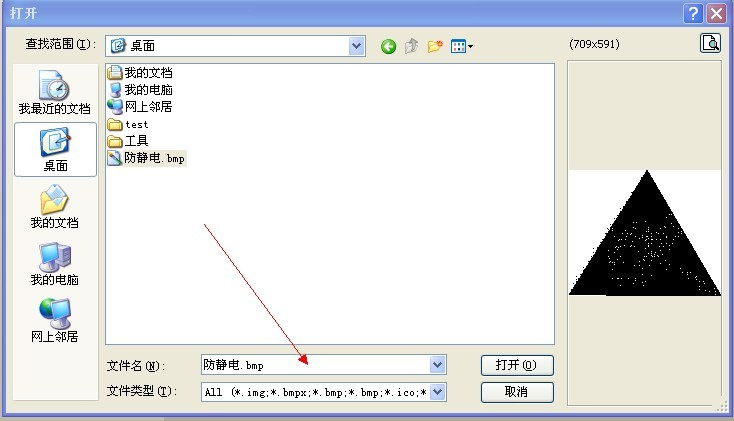 打开
查找范围(I):
桌面
(709x591)
我最近的文档
桌面
我的文档
我的电脑
网上邻居
我的文档
我的电脑
网上邻居
test
工具
防静电.bmp
文件名(N):
防静电.bmp
打开(O)
文件类型(T):
All (*.img;*.bmpx;*.bmp;*.bmp;*.ico;*
取消